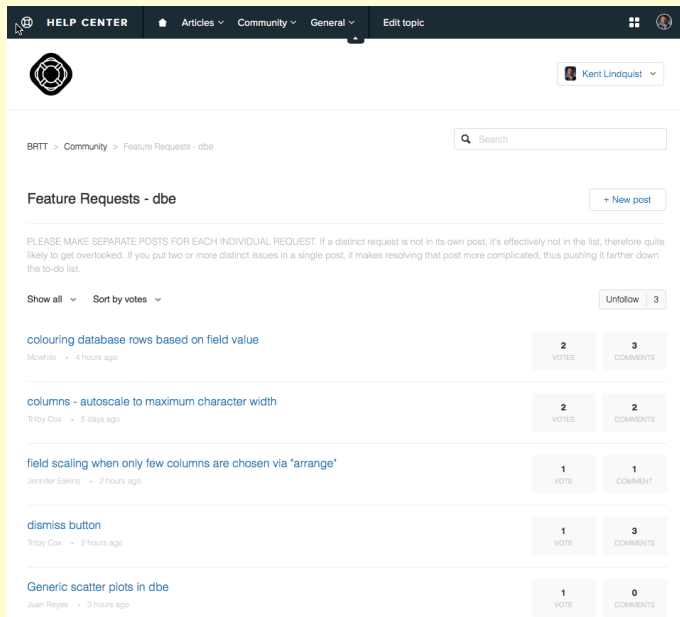 HELP CENTER Articles Community General Edit topic
Kent Lindquist
BRTT > Community > Feature Requests - dbe
Search
Feature Requests - dbe
+ New post
PLEASE MAKE SEPARATE POSTS FOR EACH INDIVIDUAL REQUEST. If a distinct request is not in its own post, it's effectively not in the list, therefore quite
likely to get overlooked. If you put two or more distinct issues in a single post, it makes resolving that post more complicated, thus pushing it farther down
the to-do list.
Show all Sort by votes
Unfollow 3
colouring database rows based on field value
Mcwhite • 4 hours ago
2 VOTES
3 COMMENTS
columns - autoscale to maximum character width
Trilby Cox • 5 days ago
2 VOTES
2 COMMENTS
field scaling when only few columns are chosen via "arrange"
Jennifer Eakins • 2 hours ago
1 VOTE
1 COMMENT
dismiss button
Trilby Cox • 2 hours ago
1 VOTE
3 COMMENTS
Generic scatter plots in dbe
Juan Reyes • 3 hours ago
1 VOTE
0 COMMENTS